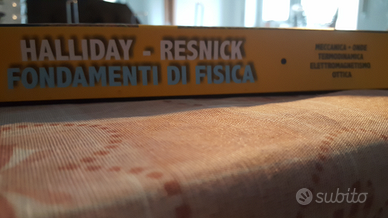 HALLIDAY - RESNICK
FONDAMENTI DI FISICA
MECCANICA - ONDE
TERMODINAMICA
ELETTROMAGNETISMO
OTTICA
subito